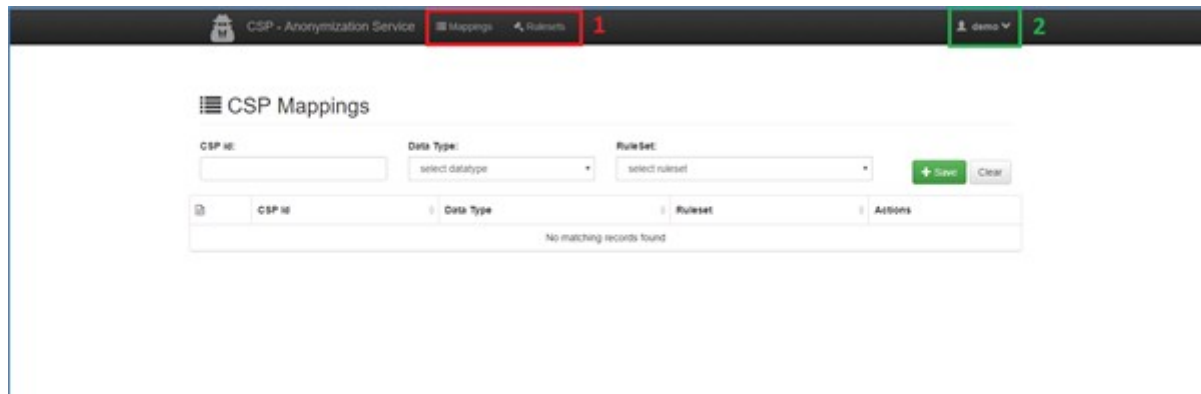 CSP - Anonymization Service Mappings Rulesets 1 demo 2
CSP Mappings
CSP id: Data Type: RuleSet:
select datatype select ruleset + Save Clear
CSP Id Data Type Ruleset Actions
No matching records found